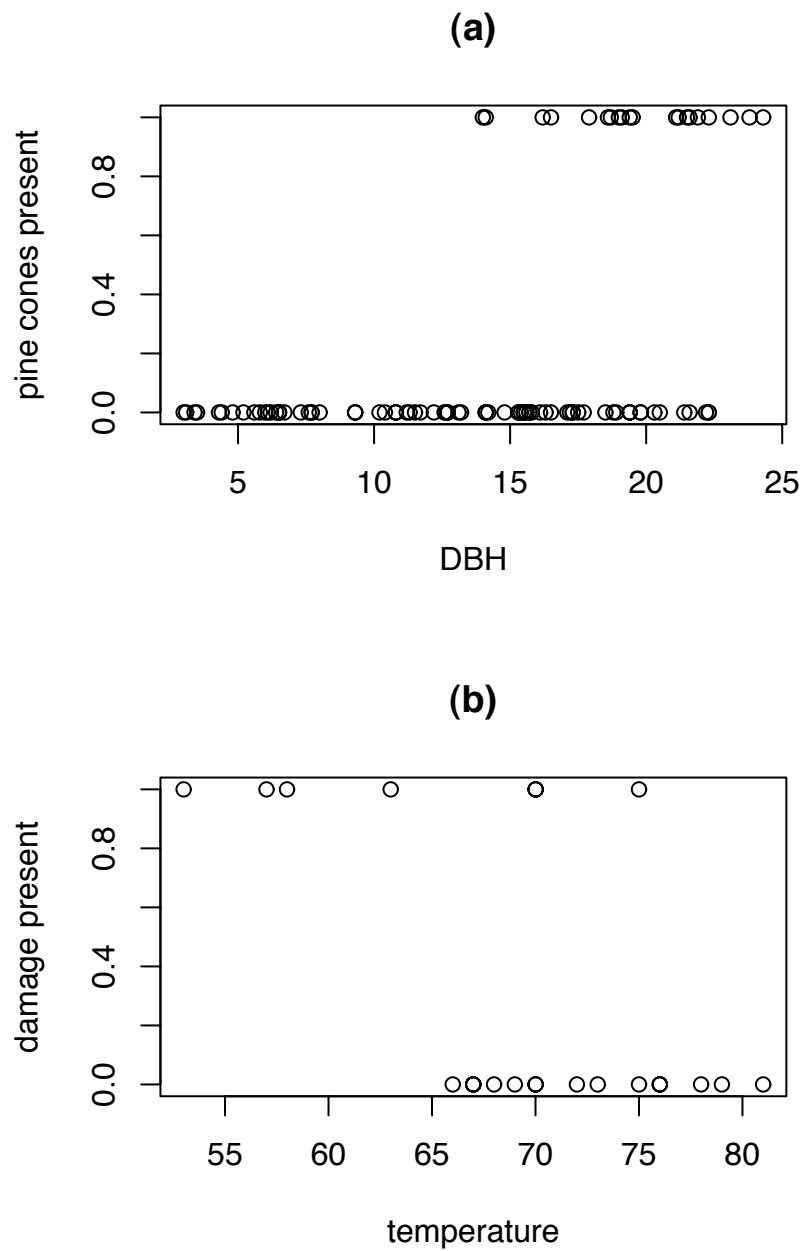 (a)
pine cones present
0.8
0.4
0.0
5 10 15 20 25
DBH
(b)
damage present
0.8
0.4
0.0
55 60 65 70 75 80
temperature